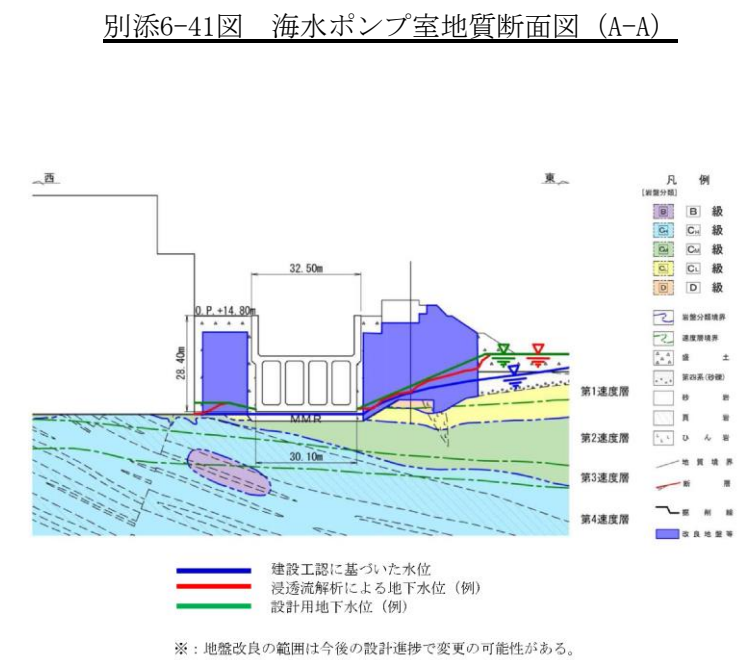 別添6-41図　海水ポンプ室地質断面図 (A-A)
西
東
凡　例
[岩盤分類]
B　B　級
CH　CH　級
CM　CM　級
CL　CL　級
D　D　級
岩盤分類境界
速度層境界
盛　土
第四系(砂礫)
砂　岩
頁　岩
ひ　ん　岩
地　質　境　界
断　層
掘　削　線
改　良　地　盤　等
32.50m
O.P.+14.80m
28.40m
MMR
30.10m
第1速度層
第2速度層
第3速度層
第4速度層
建設工認に基づいた水位
浸透流解析による地下水位（例）
設計用地下水位（例）
※：地盤改良の範囲は今後の設計進捗で変更の可能性がある。